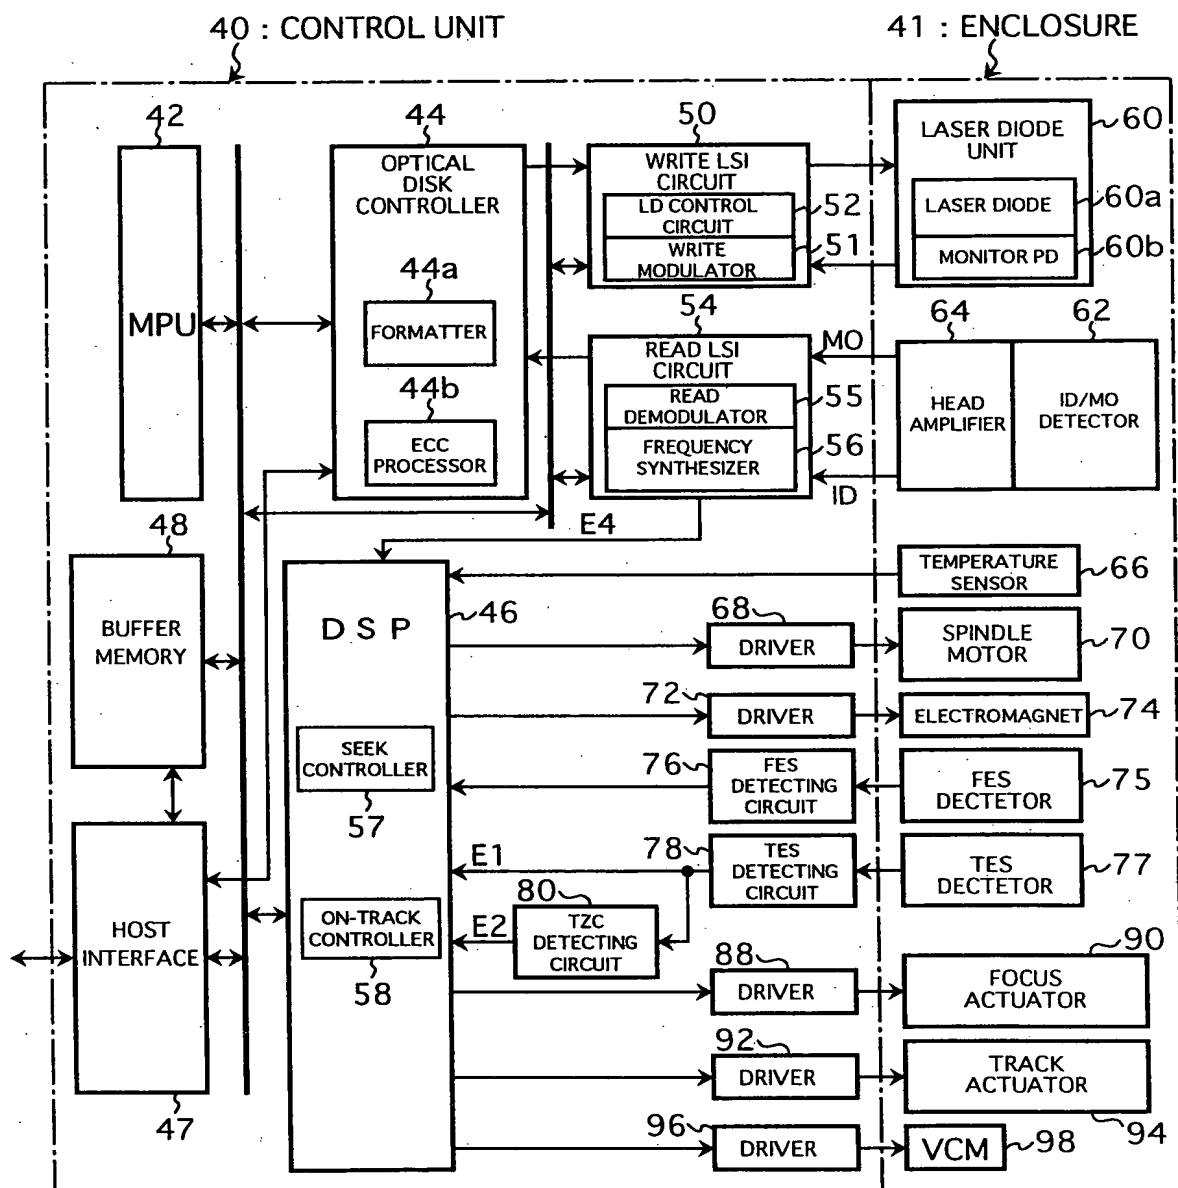 40 : CONTROL UNIT
41 : ENCLOSURE
42
MPU
44
OPTICAL
DISK
CONTROLLER
44a
FORMATTER
44b
ECC
PROCESSOR
50
WRITE LSI
CIRCUIT
LD CONTROL
CIRCUIT
52
WRITE
MODULATOR
51
LASER DIODE
UNIT
60
LASER DIODE
60a
MONITOR PD
60b
54
READ LSI
CIRCUIT
READ
DEMODULATOR
55
FREQUENCY
SYNTHESIZER
56
MO
ID
64
HEAD
AMPLIFIER
62
ID/MO
DETECTOR
E4
48
BUFFER
MEMORY
DSP
46
TEMPERATURE
SENSOR
66
68
DRIVER
SPINDLE
MOTOR
70
72
DRIVER
ELECTROMAGNET
74
SEEK
CONTROLLER
57
76
FES
DETECTING
CIRCUIT
FES
DECTETOR
75
E1
78
TES
DETECTING
CIRCUIT
TES
DECTETOR
77
HOST
INTERFACE
47
ON-TRACK
CONTROLLER
58
E2
80
TZC
DETECTING
CIRCUIT
88
DRIVER
90
FOCUS
ACTUATOR
92
DRIVER
TRACK
ACTUATOR
94
96
DRIVER
VCM
98